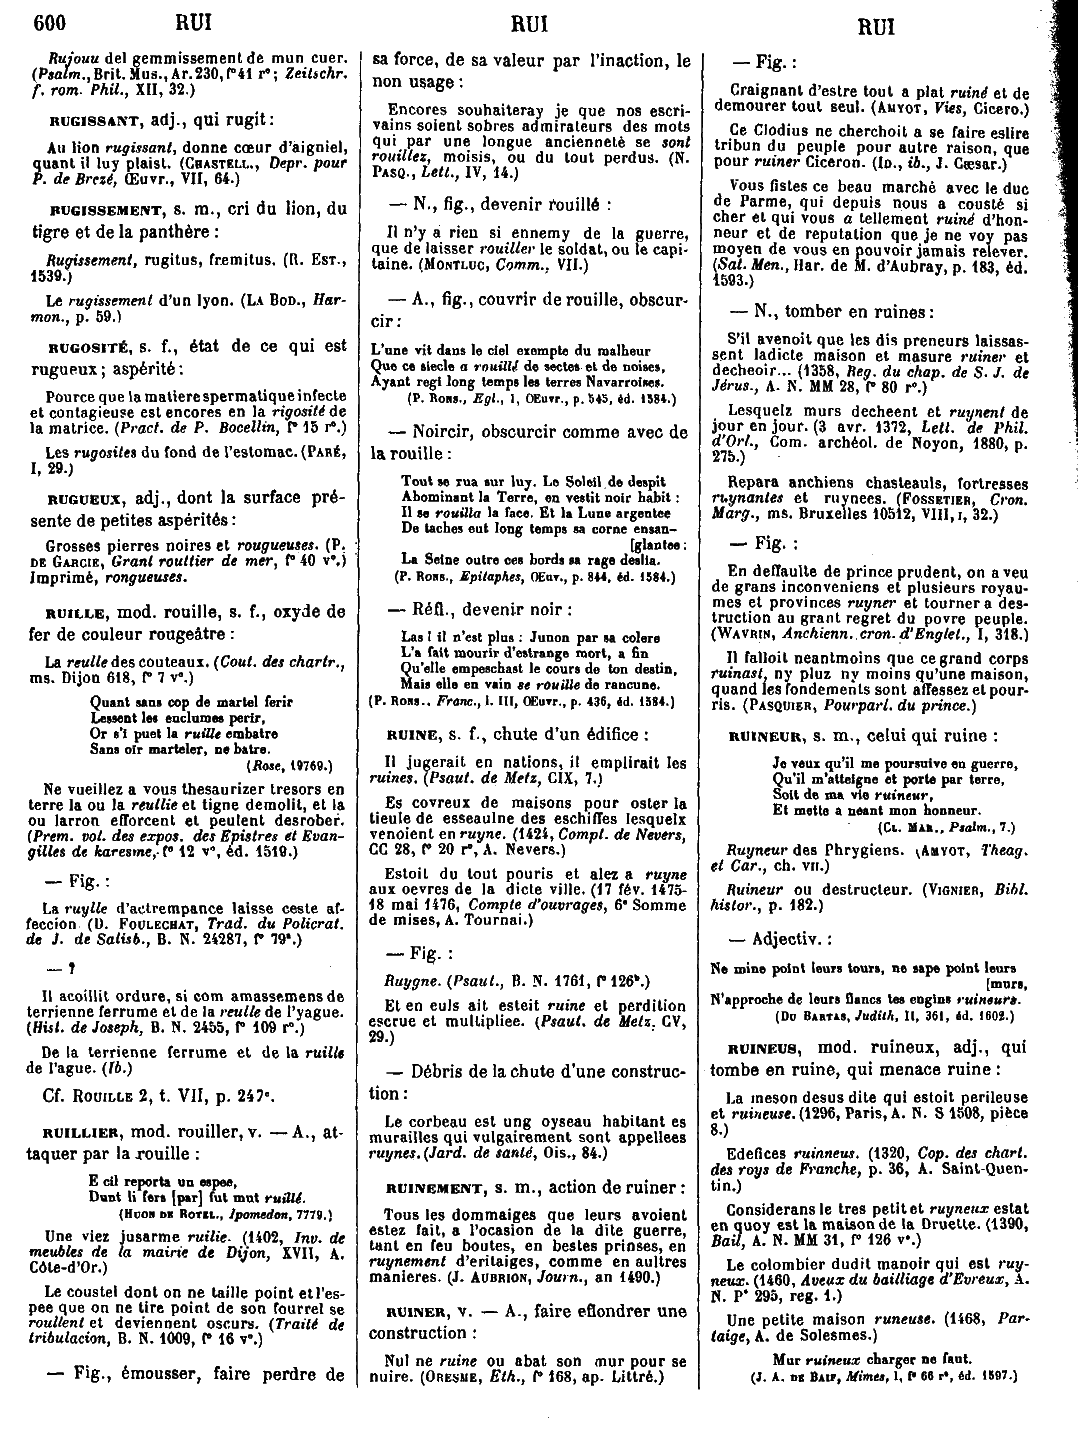 600 RUI RUI RUI
Rujouu del gemmissement de mun cuer.
(Psalm., Brit. Mus., Ar. 230, f° 41 r°; Zeitschr.
f. rom. Phil., XII, 32.)
RUGISSANT, adj., qui rugit :
Au lion rugissant, donne cœur d'aigniel,
quant il luy plaist. (CHASTELL., Depr. pour
P. de Brezé, Œuvr., VII, 64.)
RUGISSEMENT, s. m., cri du lion, du
tigre et de la panthère :
Rugissement, rugitus, fremitus. (R. EST.,
1539.)
Le rugissement d'un lyon. (LA BOD., Har-
mon., p. 59.)
RUGOSITÉ, s. f., état de ce qui est
rugueux ; aspérité :
Pource que la matiere spermatique infecte
et contagieuse est encores en la rigosité de
la matrice. (Pract. de P. Bocellin, f° 15 r°.)
Les rugosites du fond de l'estomac. (PARÉ,
I, 29.)
RUGUEUX, adj., dont la surface pré-
sente de petites aspérités :
Grosses pierres noires et rougueuses. (P.
DE GARCIE, Grant routtier de mer, f° 40 v°.)
Imprimé, rongueuses.
RUILLE, mod. rouille, s. f., oxyde de
fer de couleur rougeâtre :
La reulle des couteaux. (Cout. des chartr.,
ms. Dijon 618, f° 7 v°.)
Quant sans cop de martel ferir
Lessent les enclumes perir,
Or s'i puet la ruille embatre
Sans oïr marteler, ne batre.
(Rose, 19769.)
Ne vueillez a vous thesaurizer tresors en
terre la ou la reullie et tigne demolit, et la
ou larron efforcent et peulent desrober.
(Prem. vol. des expos. des Epistres et Evan-
gilles de karesme, f° 12 v°, éd. 1519.)
— Fig. :
La ruylle d'actrempance laisse ceste af-
feccion (D. FOULECHAT, Trad. du Policrat.
de J. de Salisb., B. N. 24287, f° 79ª.)
— ?
Il acoillit ordure, si com amassemens de
terrienne ferrume et de la reulle de l'yague.
(Hist. de Joseph, B. N. 2455, f° 109 r°.)
De la terrienne ferrume et de la ruille
de l'ague. (Ib.)
Cf. ROUILLE 2, t. VII, p. 247ᶜ.
RUILLIER, mod. rouiller, v. — A., at-
taquer par la rouille :
E cil reporta un espee,
Dunt li fers [par] fut mut ruillé.
(HUON DE ROTEL., Ipomedon, 7779.)
Une viez jusarme ruilie. (1402, Inv. de
meubles de la mairie de Dijon, XVII, A.
Côte-d'Or.)
Le coustel dont on ne taille point et l'es-
pee que on ne tire point de son fourrel se
roullent et deviennent oscurs. (Traité de
tribulacion, B. N. 1009, f° 16 v°.)
— Fig., émousser, faire perdre de
sa force, de sa valeur par l'inaction, le
non usage :
Encores souhaiteray je que nos escri-
vains soient sobres admirateurs des mots
qui par une longue ancienneté se sont
rouillez, moisis, ou du tout perdus. (N.
PASQ., Lett., IV, 14.)
— N., fig., devenir rouillé :
Il n'y a rien si ennemy de la guerre,
que de laisser rouiller le soldat, ou le capi-
taine. (MONTLUC, Comm., VII.)
— A., fig., couvrir de rouille, obscur-
cir :
L'une vit dans le ciel exempte du malheur
Que ce siecle a rouillé de sectes et de noises,
Ayant regi long temps les terres Navarroises.
(P. RONS., Egl., I, Œuvr., p. 545, éd. 1584.)
— Noircir, obscurcir comme avec de
la rouille :
Tout se rua sur luy. Le Soleil de despit
Abominant la Terre, en vestit noir habit :
Il se rouilla la face. Et la Lune argentee
De taches eut long temps sa corne ensan-
[glantee :
La Seine outre ces bords sa rage deslia.
(P. RONS., Epitaphes, Œuv., p. 844, éd. 1584.)
— Réfl., devenir noir :
Las ! il n'est plus : Junon par sa colere
L'a fait mourir d'estrange mort, a fin
Qu'elle empeschast le cours de ton destin,
Mais elle en vain se rouille de rancune.
(P. RONS., Franc., l. III, Œuvr., p. 436, éd. 1584.)
RUINE, s. f., chute d'un édifice :
Il jugerait en nations, il emplirait les
ruines. (Psaut. de Metz, CIX, 7.)
Es covreux de maisons pour oster la
tieule de esseaulne des eschiffes lesqueix
venoient en ruyne. (1424, Compt. de Nevers,
CC 28, f° 20 r°, A. Nevers.)
Estoit du tout pouris et alez a ruyne
aux oevres de la dicte ville. (17 fév. 1475-
18 mai 1476, Compte d'ouvrages, 6ᵉ Somme
de mises, A. Tournai.)
— Fig. :
Ruygne. (Psaut., B. N. 1761, f° 126ᵇ.)
Et en euls ait esteit ruine et perdition
escrue et multipliee. (Psaut. de Metz, CV,
29.)
— Débris de la chute d'une construc-
tion :
Le corbeau est ung oyseau habitant es
murailles qui vulgairement sont appellees
ruynes. (Jard. de santé, Ois., 84.)
RUINEMENT, s. m., action de ruiner :
Tous les dommaiges que leurs avoient
estez fait, a l'ocasion de la dite guerre,
tant en feu boutes, en bestes prinses, en
ruynement d'eritaiges, comme en aultres
manieres. (J. AUBRION, Journ., an 1490.)
RUINER, v. — A., faire effondrer une
construction :
Nul ne ruine ou abat son mur pour se
nuire. (ORESME, Eth., f° 168, ap. Littré.)
— Fig. :
Craignant d'estre tout a plat ruiné et de
demourer tout seul. (AMYOT, Vies, Cicero.)
Ce Clodius ne cherchoit a se faire eslire
tribun du peuple pour autre raison, que
pour ruiner Ciceron. (ID., ib., J. Cæsar.)
Vous fistes ce beau marché avec le duc
de Parme, qui depuis nous a cousté si
cher et qui vous a tellement ruiné d'hon-
neur et de reputation que je ne voy pas
moyen de vous en pouvoir jamais relever.
(Sat. Men., Har. de M. d'Aubray, p. 183, éd.
1593.)
— N., tomber en ruines :
S'il avenoit que les dis preneurs laissas-
sent ladicte maison et masure ruiner et
decheoir... (1358, Reg. du chap. de S. J. de
Jérus., A. N. MM 28, f° 80 r°.)
Lesquelz murs decheent et ruynent de
jour en jour. (3 avr. 1372, Lett. de Phil.
d'Orl., Com. archéol. de Noyon, 1880, p.
275.)
Repara anchiens chasteauls, fortresses
ruynantes et ruynees. (FOSSETIER, Cron.
Marg., ms. Bruxelles 10512, VIII, I, 32.)
— Fig. :
En deffaulte de prince prudent, on a veu
de grans inconveniens et plusieurs royau-
mes et provinces ruyner et tourner a des-
truction au grant regret du povre peuple.
(WAVRIN, Anchienn. cron. d'Englet., I, 318.)
Il falloit neantmoins que ce grand corps
ruinast, ny pluz ny moins qu'une maison,
quand les fondements sont affessez et pour-
ris. (PASQUIER, Pourparl. du prince.)
RUINEUR, s. m., celui qui ruine :
Je veux qu'il me poursuive en guerre,
Qu'il m'atteigne et porte par terre,
Soit de ma vie ruineur,
Et mette a neant mon honneur.
(CL. MAR., Psalm., 7.)
Ruyneur des Phrygiens. (AMYOT, Theag.
et Car., ch. VII.)
Ruineur ou destructeur. (VIGNIER, Bibl.
histor., p. 182.)
— Adjectiv. :
Ne mine point leurs tours, ne sape point leurs
[murs,
N'approche de leurs flancs tes engins ruineurs.
(DU BARTAS, Judith, II, 361, éd. 1602.)
RUINEUS, mod. ruineux, adj., qui
tombe en ruine, qui menace ruine :
La meson desus dite qui estoit perileuse
et ruineuse. (1296, Paris, A. N. S 1508, pièce
8.)
Edefices ruinneus. (1320, Cop. des chart.
des roys de Franche, p. 36, A. Saint-Quen-
tin.)
Considerans le tres petit et ruyneux estat
en quoy est la maison de la Druette. (1390,
Bail, A. N. MM 31, f° 126 v°.)
Le colombier dudit manoir qui est ruy-
neux. (1460, Aveux du bailliage d'Evreux, A.
N. P* 295, reg. 1.)
Une petite maison runeuse. (1468, Par-
taige, A. de Solesmes.)
Mur ruineux charger ne faut.
(J. A. DE BAIF, Mimes, I, f° 66 r°, éd. 1597.)